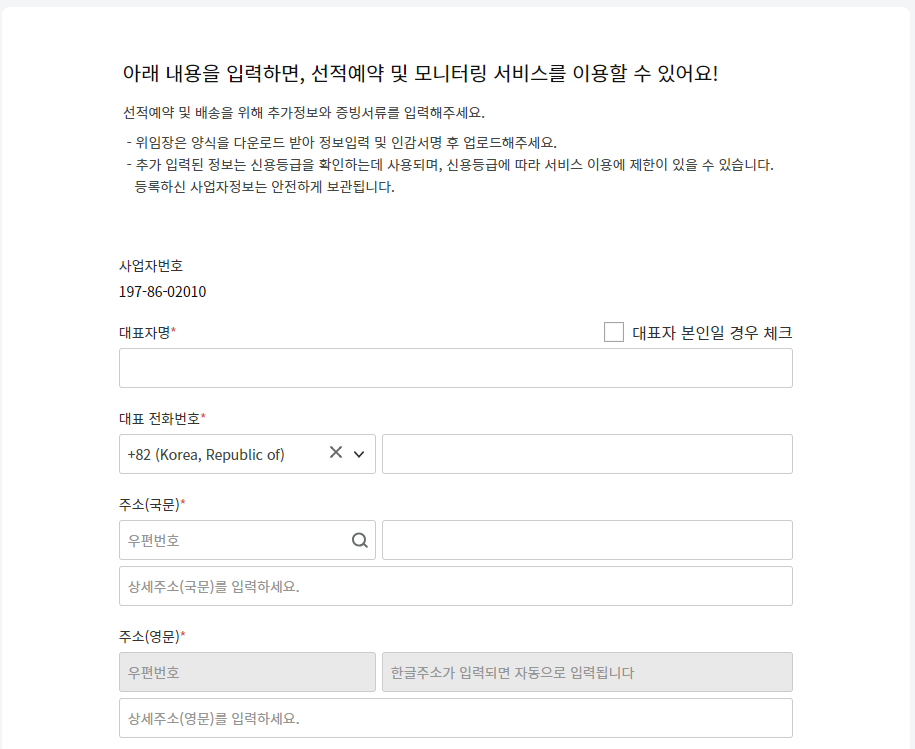 아래 내용을 입력하면, 선적예약 및 모니터링 서비스를 이용할 수 있어요!
선적예약 및 배송을 위해 추가정보와 증빙서류를 입력해주세요.
- 위임장은 양식을 다운로드 받아 정보입력 및 인감서명 후 업로드해주세요.
- 추가 입력된 정보는 신용등급을 확인하는데 사용되며, 신용등급에 따라 서비스 이용에 제한이 있을 수 있습니다.
등록하신 사업자정보는 안전하게 보관됩니다.
사업자번호
197-86-02010
대표자명* 대표자 본인일 경우 체크
대표 전화번호*
+82 (Korea, Republic of)
주소(국문)*
우편번호
상세주소(국문)를 입력하세요.
주소(영문)*
우편번호 한글주소가 입력되면 자동으로 입력됩니다
상세주소(영문)를 입력하세요.